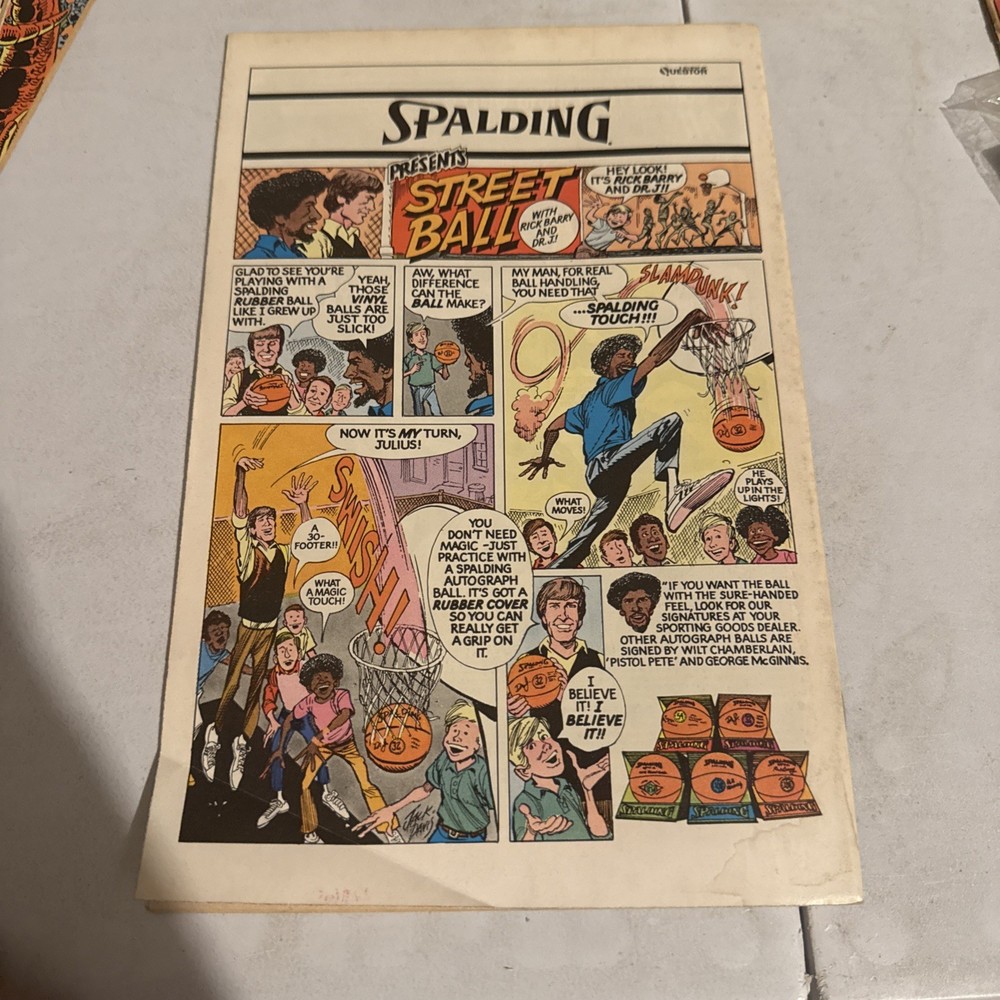 Questor
SPALDING
PRESENTS
STREET
BALL
WITH
RICK BARRY
AND
DR. J!
HEY LOOK!
IT'S RICK BARRY
AND DR. J!!
GLAD TO SEE YOU'RE
PLAYING WITH A
SPALDING
RUBBER BALL
LIKE I GREW UP
WITH.
YEAH,
THOSE
VINYL
BALLS ARE
JUST TOO
SLICK!
AW, WHAT
DIFFERENCE
CAN THE
BALL MAKE?
MY MAN, FOR REAL
BALL HANDLING,
YOU NEED THAT
...SPALDING
TOUCH!!!
SLAMDUNK!
WHAT
MOVES!
HE
PLAYS
UP IN THE
LIGHTS!
NOW IT'S MY TURN,
JULIUS!
SWISH!
A
30-
FOOTER!!
WHAT
A MAGIC
TOUCH!
YOU
DON'T NEED
MAGIC -JUST
PRACTICE WITH
A SPALDING
AUTOGRAPH
BALL. IT'S GOT A
RUBBER COVER
SO YOU CAN
REALLY GET
A GRIP ON
IT.
SPALDING
32
I
BELIEVE
IT! I
BELIEVE
IT!!
"IF YOU WANT THE BALL
WITH THE SURE-HANDED
FEEL, LOOK FOR OUR
SIGNATURES AT YOUR
SPORTING GOODS DEALER.
OTHER AUTOGRAPH BALLS ARE
SIGNED BY WILT CHAMBERLAIN,
'PISTOL PETE' AND GEORGE McGINNIS.
SPALDING
SPALDING
SPALDING
SPALDING
SPALDING